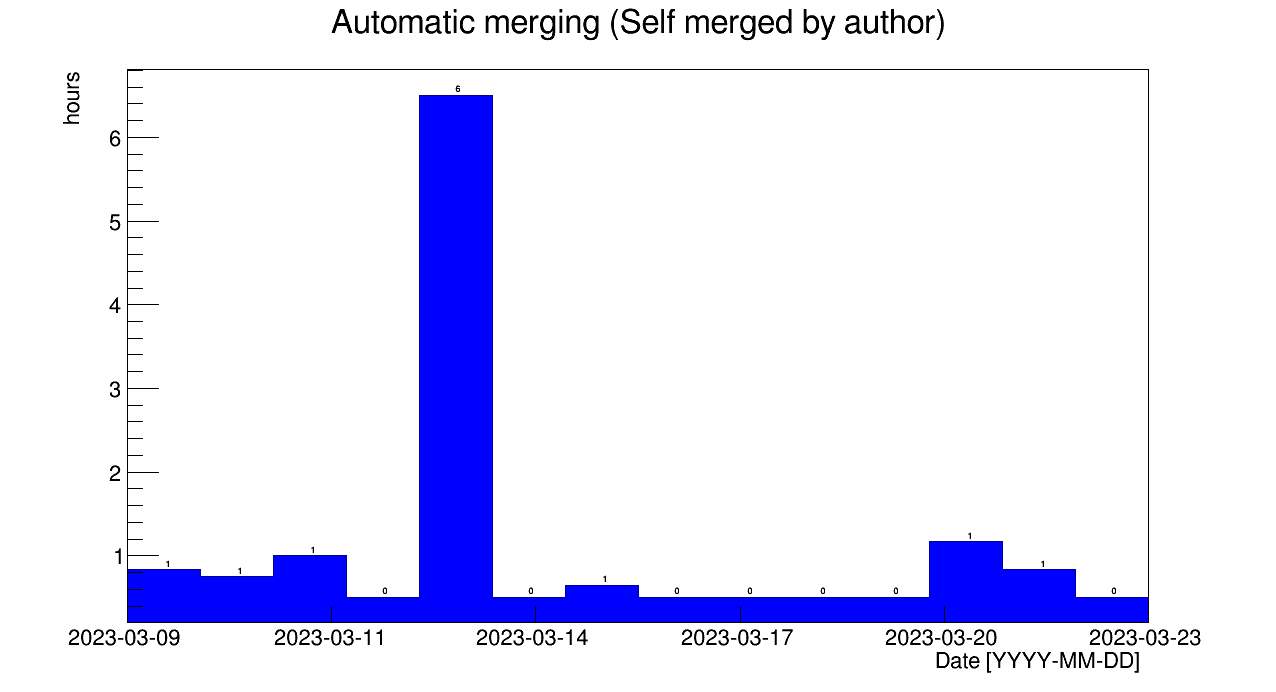 Automatic merging (Self merged by author)
hours
6
5
4
3
2
1
1 1 1 0 6 0 1 0 0 0 0 1 1 0
2023-03-09 2023-03-11 2023-03-14 2023-03-17 2023-03-20 2023-03-23
Date [YYYY-MM-DD]